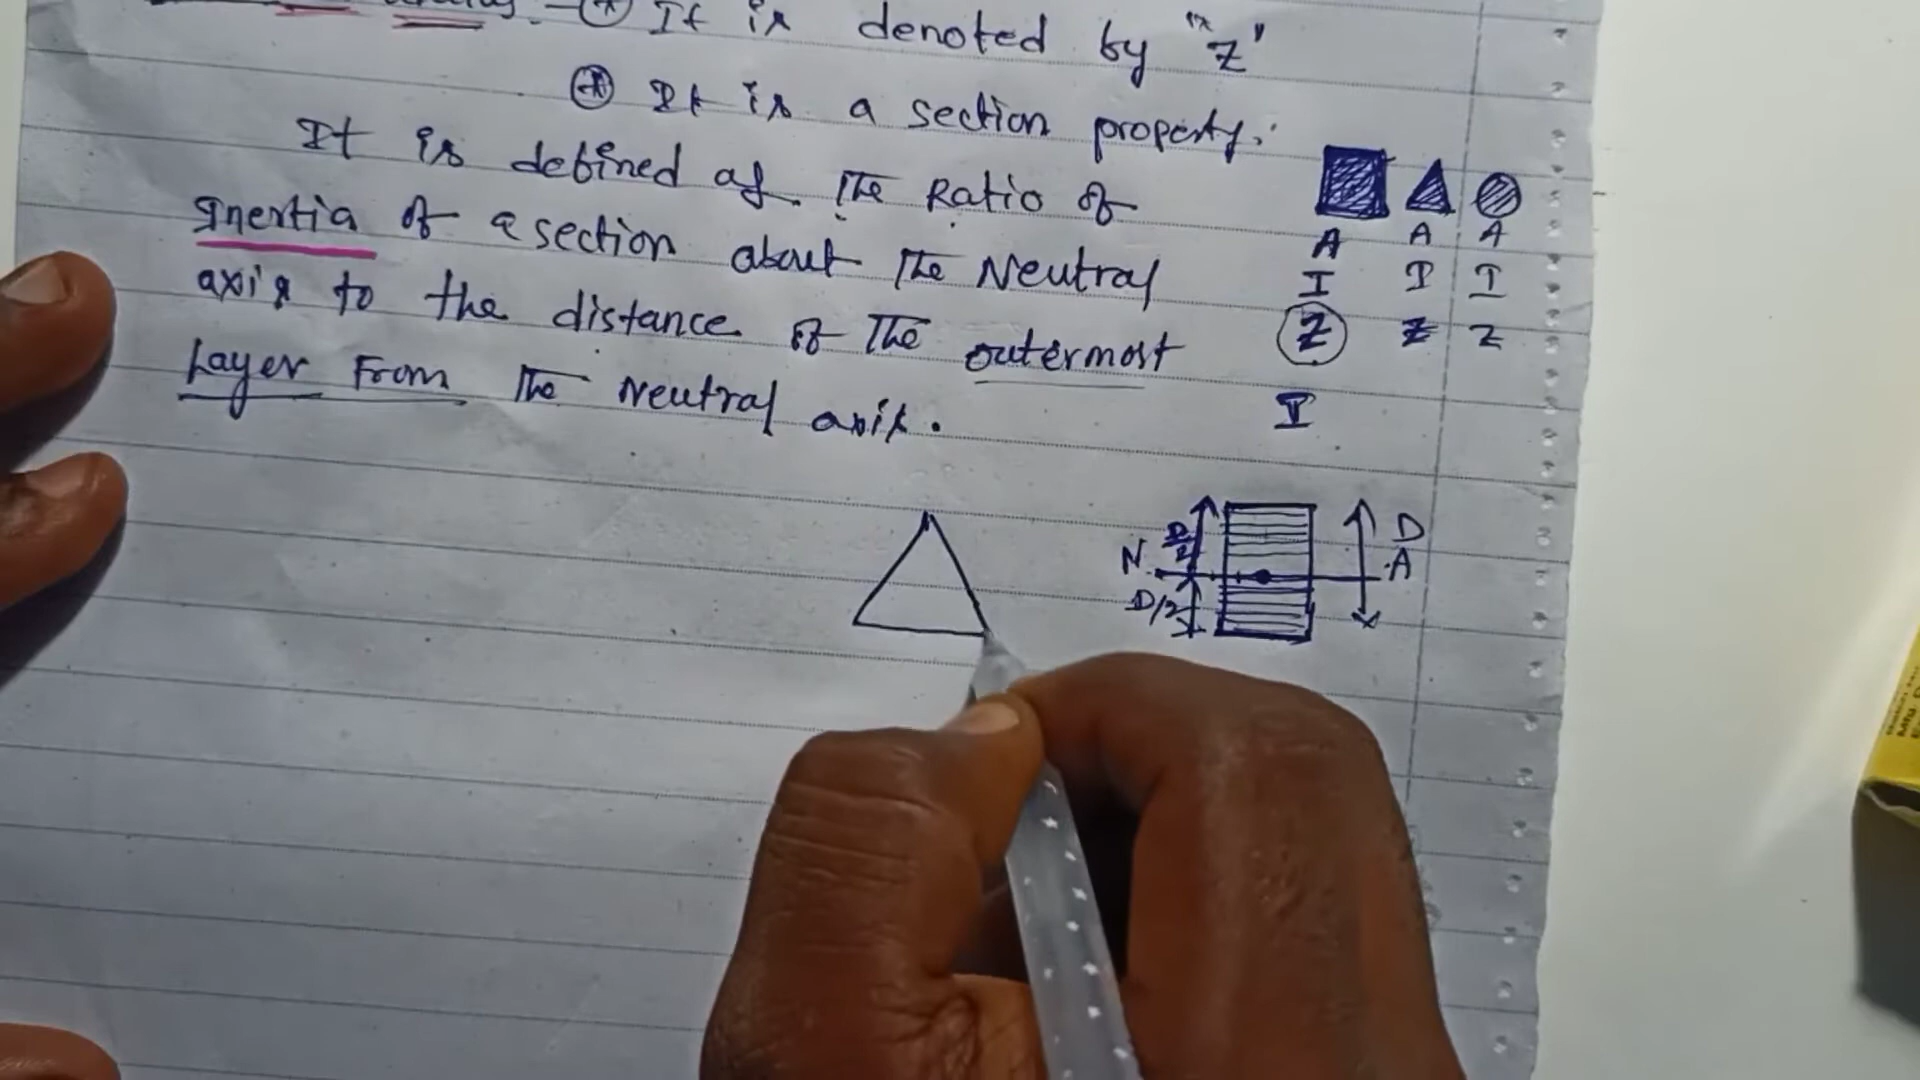 It is denoted by "Z"
It is a section property.
It is defined as the Ratio of
Inertia of a section about the Neutral
axis to the distance of the outermost
Layer From the Neutral axis.
A A A
I I I
Z Z Z
I
D/2 D
N A
D/2